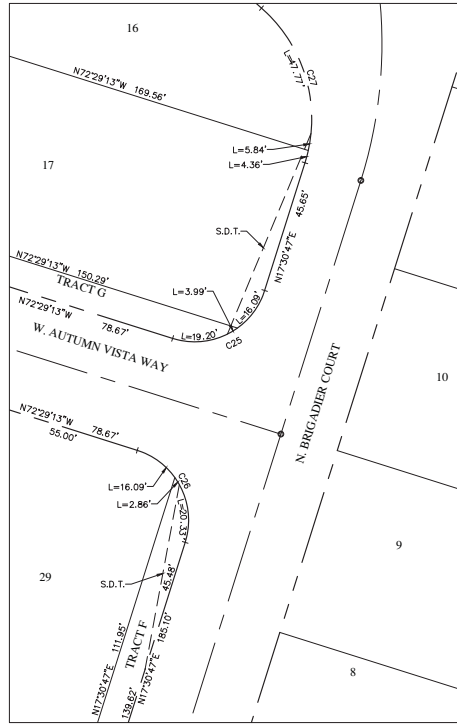 16
C27
L=47.77'
N72°29'13"W 169.56'
L=5.84'
L=4.36'
17
45.65'
S.D.T.
N17°30'47"E
N72°29'13"W 150.29'
TRACT G
L=3.99'
L=16.09'
N72°29'13"W 78.67'
L=19.20'
C25
W. AUTUMN VISTA WAY
N. BRIGADIER COURT
10
N72°29'13"W 78.67'
55.00'
L=16.09'
C26
L=2.86'
L=20.33'
9
29
S.D.T.
45.48'
N17°30'47"E 111.95'
TRACT F
N17°30'47"E 185.10'
139.62'
8